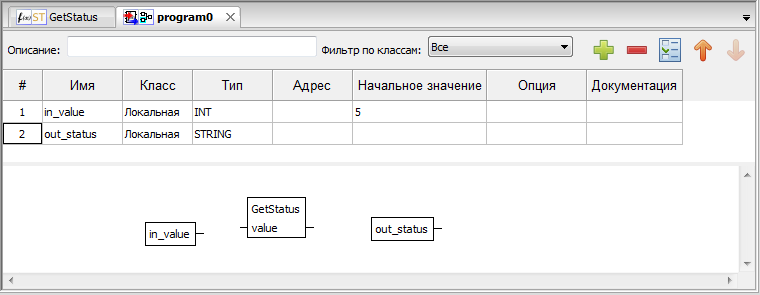 f(x) ST GetStatus program0
Описание: Фильтр по классам: Все
# Имя Класс Тип Адрес Начальное значение Опция Документация
1 in_value Локальная INT 5
2 out_status Локальная STRING
GetStatus
in_value value out_status